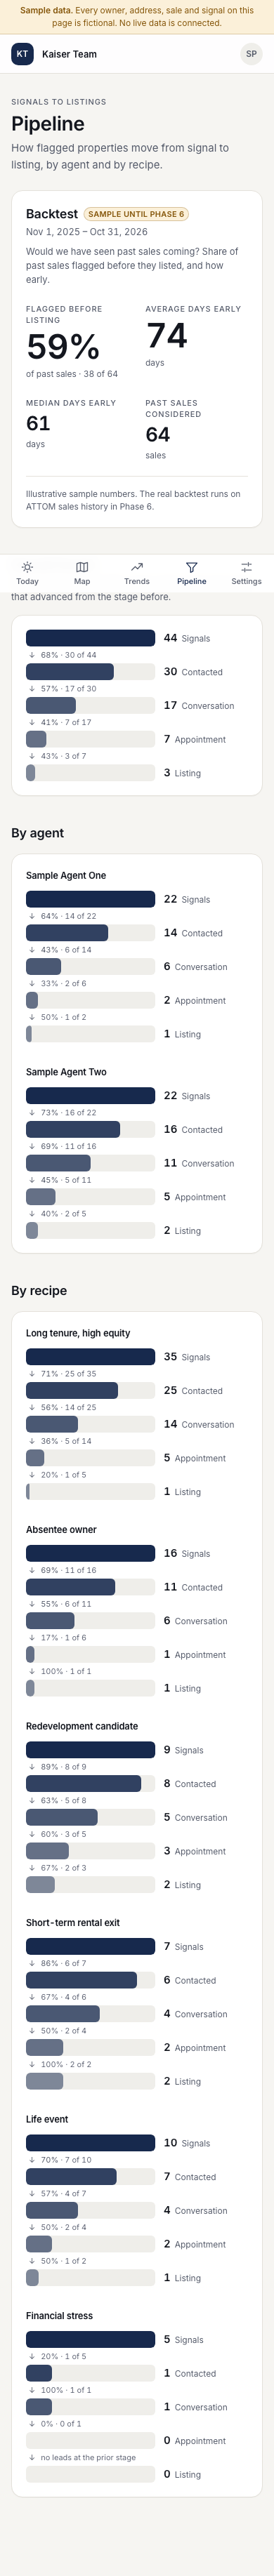 Sample data. Every owner, address, sale and signal on this
page is fictional. No live data is connected.
KT
Kaiser Team
SP
SIGNALS TO LISTINGS
Pipeline
How flagged properties move from signal to
listing, by agent and by recipe.
Backtest SAMPLE UNTIL PHASE 6
Nov 1, 2025 – Oct 31, 2026
Would we have seen past sales coming? Share of
past sales flagged before they listed, and how
early.
FLAGGED BEFORE
LISTING
59%
of past sales · 38 of 64
AVERAGE DAYS EARLY
74
days
MEDIAN DAYS EARLY
61
days
PAST SALES
CONSIDERED
64
sales
Illustrative sample numbers. The real backtest runs on
ATTOM sales history in Phase 6.
Today
Map
Trends
Pipeline
Settings
that advanced from the stage before.
44 Signals
↓ 68% · 30 of 44
30 Contacted
↓ 57% · 17 of 30
17 Conversation
↓ 41% · 7 of 17
7 Appointment
↓ 43% · 3 of 7
3 Listing
By agent
Sample Agent One
22 Signals
↓ 64% · 14 of 22
14 Contacted
↓ 43% · 6 of 14
6 Conversation
↓ 33% · 2 of 6
2 Appointment
↓ 50% · 1 of 2
1 Listing
Sample Agent Two
22 Signals
↓ 73% · 16 of 22
16 Contacted
↓ 69% · 11 of 16
11 Conversation
↓ 45% · 5 of 11
5 Appointment
↓ 40% · 2 of 5
2 Listing
By recipe
Long tenure, high equity
35 Signals
↓ 71% · 25 of 35
25 Contacted
↓ 56% · 14 of 25
14 Conversation
↓ 36% · 5 of 14
5 Appointment
↓ 20% · 1 of 5
1 Listing
Absentee owner
16 Signals
↓ 69% · 11 of 16
11 Contacted
↓ 55% · 6 of 11
6 Conversation
↓ 17% · 1 of 6
1 Appointment
↓ 100% · 1 of 1
1 Listing
Redevelopment candidate
9 Signals
↓ 89% · 8 of 9
8 Contacted
↓ 63% · 5 of 8
5 Conversation
↓ 60% · 3 of 5
3 Appointment
↓ 67% · 2 of 3
2 Listing
Short-term rental exit
7 Signals
↓ 86% · 6 of 7
6 Contacted
↓ 67% · 4 of 6
4 Conversation
↓ 50% · 2 of 4
2 Appointment
↓ 100% · 2 of 2
2 Listing
Life event
10 Signals
↓ 70% · 7 of 10
7 Contacted
↓ 57% · 4 of 7
4 Conversation
↓ 50% · 2 of 4
2 Appointment
↓ 50% · 1 of 2
1 Listing
Financial stress
5 Signals
↓ 20% · 1 of 5
1 Contacted
↓ 100% · 1 of 1
1 Conversation
↓ 0% · 0 of 1
0 Appointment
↓ no leads at the prior stage
0 Listing